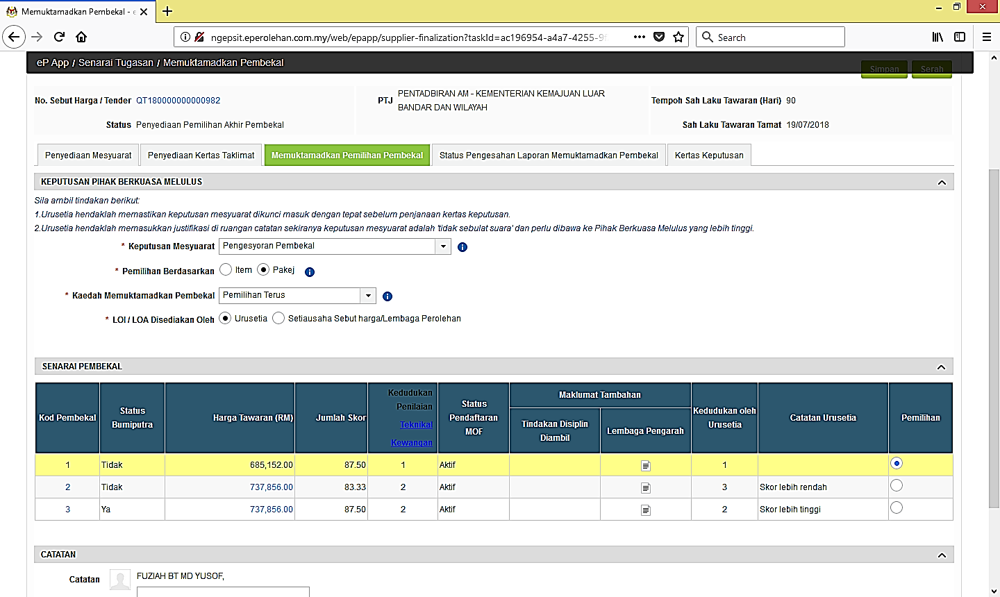 Memuktamadkan Pembekal - e
ngepsit.eperolehan.com.my/web/epapp/supplier-finalization?taskId=ac196954-a4a7-4255-9f
Search
eP App / Senarai Tugasan / Memuktamadkan Pembekal
Simpan
Serah
No. Sebut Harga / Tender QT180000000000982
PTJ PENTADBIRAN AM - KEMENTERIAN KEMAJUAN LUAR
BANDAR DAN WILAYAH
Tempoh Sah Laku Tawaran (Hari) 90
Status Penyediaan Pemilihan Akhir Pembekal
Sah Laku Tawaran Tamat 19/07/2018
Penyediaan Mesyuarat
Penyediaan Kertas Taklimat
Memuktamadkan Pemilihan Pembekal
Status Pengesahan Laporan Memuktamadkan Pembekal
Kertas Keputusan
KEPUTUSAN PIHAK BERKUASA MELULUS
Sila ambil tindakan berikut:
1.Urusetia hendaklah memastikan keputusan mesyuarat dikunci masuk dengan tepat sebelum penjanaan kertas keputusan.
2.Urusetia hendaklah memasukkan justifikasi di ruangan catatan sekiranya keputusan mesyuarat adalah 'tidak sebulat suara' dan perlu dibawa ke Pihak Berkuasa Melulus yang lebih tinggi.
* Keputusan Mesyuarat Pengesyoran Pembekal
* Pemilihan Berdasarkan Item Pakej
* Kaedah Memuktamadkan Pembekal Pemilihan Terus
* LOI / LOA Disediakan Oleh Urusetia Setiausaha Sebut harga/Lembaga Perolehan
SENARAI PEMBEKAL
Kod Pembekal
Status
Bumiputra
Harga Tawaran (RM)
Jumlah Skor
Kedudukan
Penilaian
Teknikal
Kewangan
Status
Pendaftaran
MOF
Maklumat Tambahan
Tindakan Disiplin
Diambil
Lembaga Pengarah
Kedudukan oleh
Urusetia
Catatan Urusetia
Pemilihan
1 Tidak 685,152.00 87.50 1 Aktif 1
2 Tidak 737,856.00 83.33 2 Aktif 3 Skor lebih rendah
3 Ya 737,856.00 87.50 2 Aktif 2 Skor lebih tinggi
CATATAN
Catatan FUZIAH BT MD YUSOF,